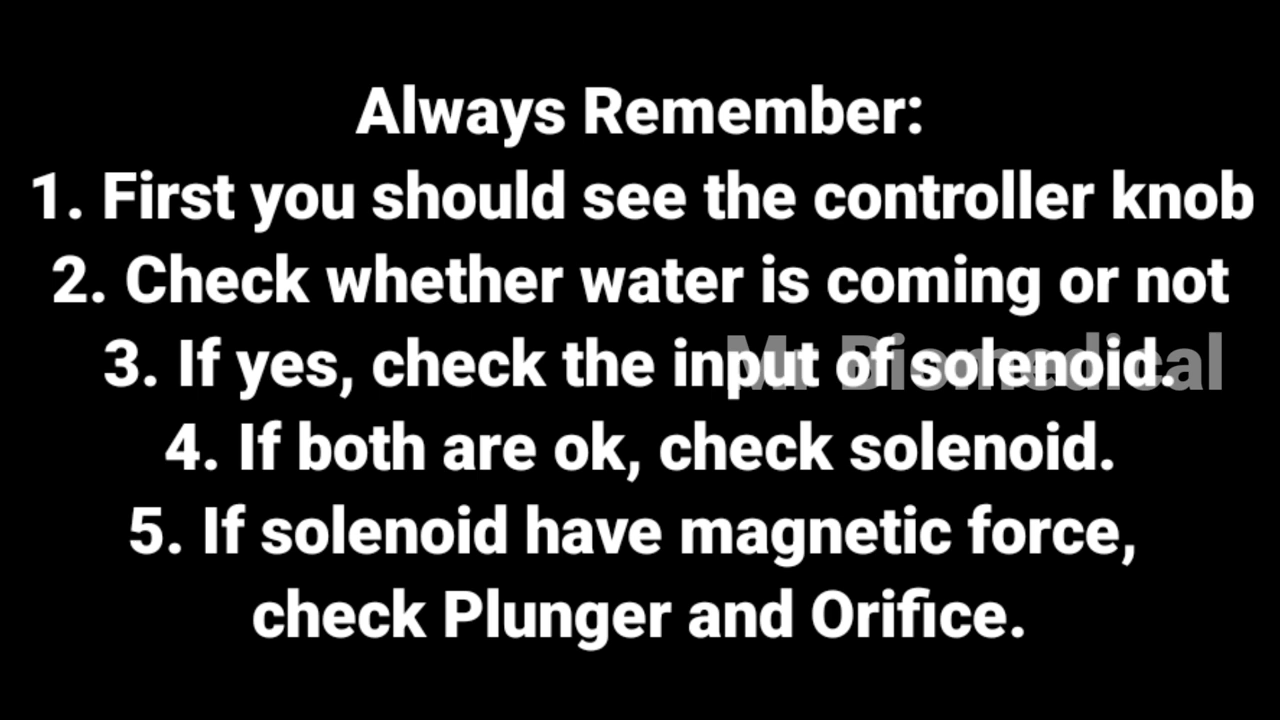 Always Remember:
1. First you should see the controller knob
2. Check whether water is coming or not
3. If yes, check the input of solenoid.
Mr Biomedical
4. If both are ok, check solenoid.
5. If solenoid have magnetic force,
check Plunger and Orifice.